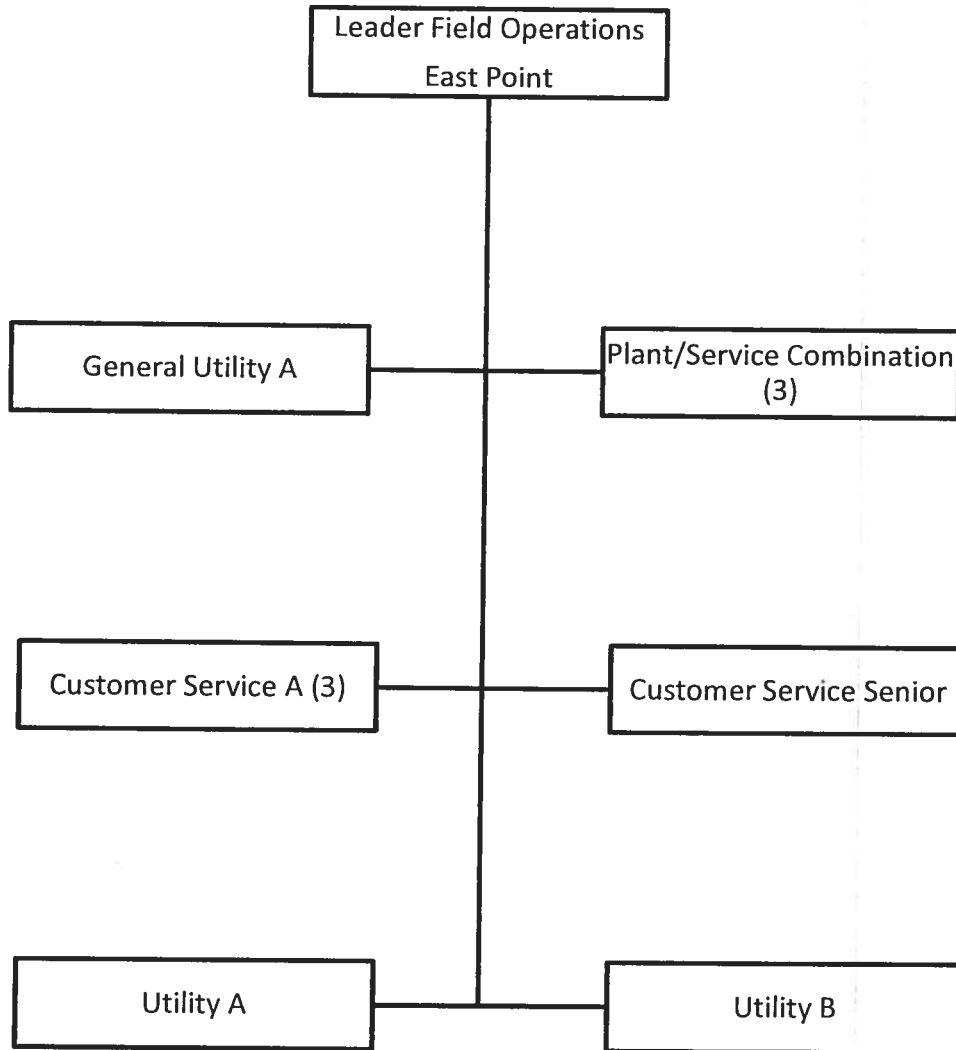 Leader Field Operations
East Point
General Utility A
Plant/Service Combination
(3)
Customer Service A (3)
Customer Service Senior
Utility A
Utility B